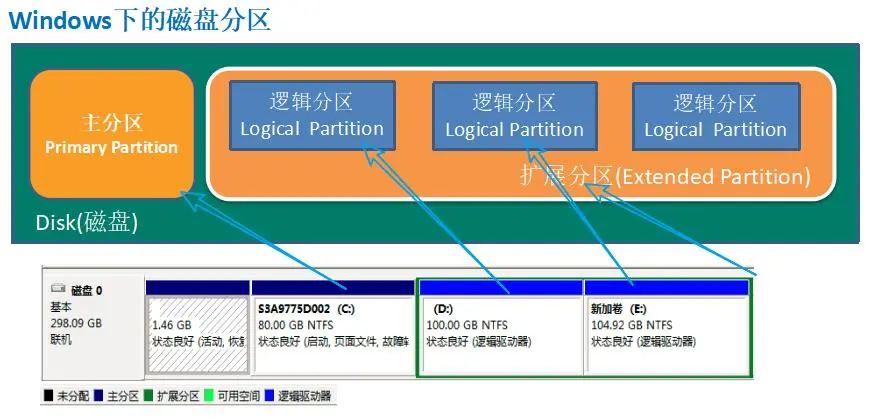 Windows下的磁盘分区
主分区
Primary Partition
逻辑分区
Logical Partition
逻辑分区
Logical Partition
逻辑分区
Logical Partition
扩展分区(Extended Partition)
Disk(磁盘)
磁盘 0
基本
298.09 GB
联机
1.46 GB
状态良好 (活动, 恢复
S3A9775D002 (C:)
80.00 GB NTFS
状态良好 (启动, 页面文件, 故障转
(D:)
100.00 GB NTFS
状态良好 (逻辑驱动器)
新加卷 (E:)
104.92 GB NTFS
状态良好 (逻辑驱动器)
未分配 主分区 扩展分区 可用空间 逻辑驱动器